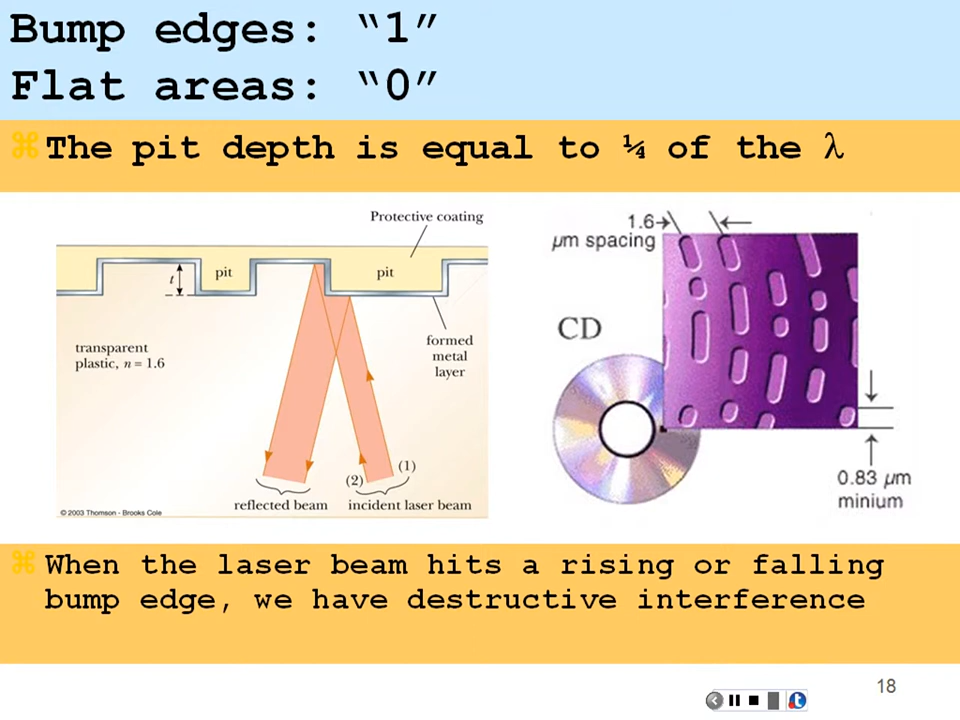 Bump edges: “1”
Flat areas: “0”
The pit depth is equal to ¼ of the λ
Protective coating
pit
pit
t
formed
metal
layer
transparent
plastic, n = 1.6
(1)
(2)
reflected beam
incident laser beam
© 2003 Thomson - Brooks Cole
1.6
µm spacing
CD
0.83 µm
minium
When the laser beam hits a rising or falling
bump edge, we have destructive interference
18